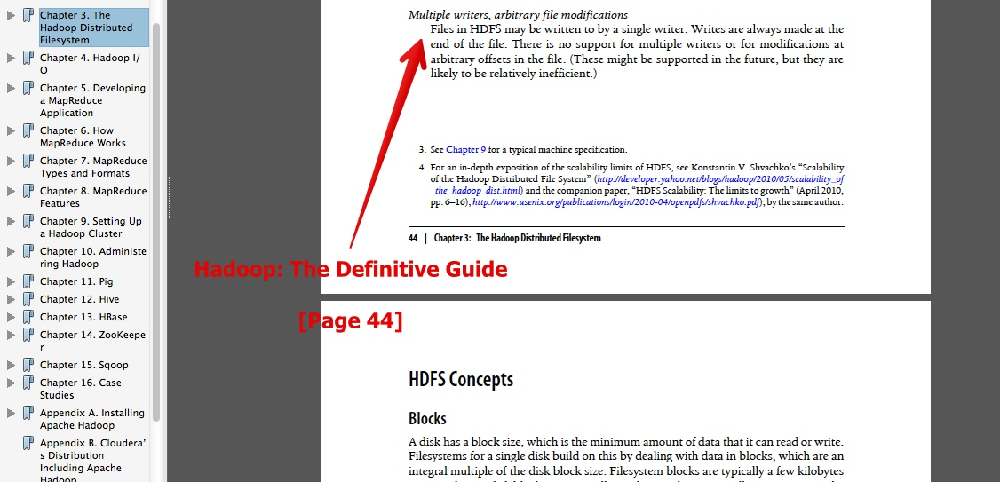 Chapter 3. The
Hadoop Distributed
Filesystem
Chapter 4. Hadoop I/
O
Chapter 5. Developing
a MapReduce
Application
Chapter 6. How
MapReduce Works
Chapter 7. MapReduce
Types and Formats
Chapter 8. MapReduce
Features
Chapter 9. Setting Up
a Hadoop Cluster
Chapter 10. Administe
ring Hadoop
Chapter 11. Pig
Chapter 12. Hive
Chapter 13. HBase
Chapter 14. ZooKeepe
r
Chapter 15. Sqoop
Chapter 16. Case
Studies
Appendix A. Installing
Apache Hadoop
Appendix B. Cloudera'
s Distribution
Including Apache
Hadoop
Multiple writers, arbitrary file modifications
Files in HDFS may be written to by a single writer. Writes are always made at the
end of the file. There is no support for multiple writers or for modifications at
arbitrary offsets in the file. (These might be supported in the future, but they are
likely to be relatively inefficient.)
3. See Chapter 9 for a typical machine specification.
4. For an in-depth exposition of the scalability limits of HDFS, see Konstantin V. Shvachko's “Scalability
of the Hadoop Distributed File System” (http://developer.yahoo.net/blogs/hadoop/2010/05/scalability_of
_the_hadoop_dist.html) and the companion paper, “HDFS Scalability: The limits to growth” (April 2010,
pp. 6–16), http://www.usenix.org/publications/login/2010-04/openpdfs/shvachko.pdf), by the same author.
44 | Chapter 3: The Hadoop Distributed Filesystem
Hadoop: The Definitive Guide
[Page 44]
HDFS Concepts
Blocks
A disk has a block size, which is the minimum amount of data that it can read or write.
Filesystems for a single disk build on this by dealing with data in blocks, which are an
integral multiple of the disk block size. Filesystem blocks are typically a few kilobytes